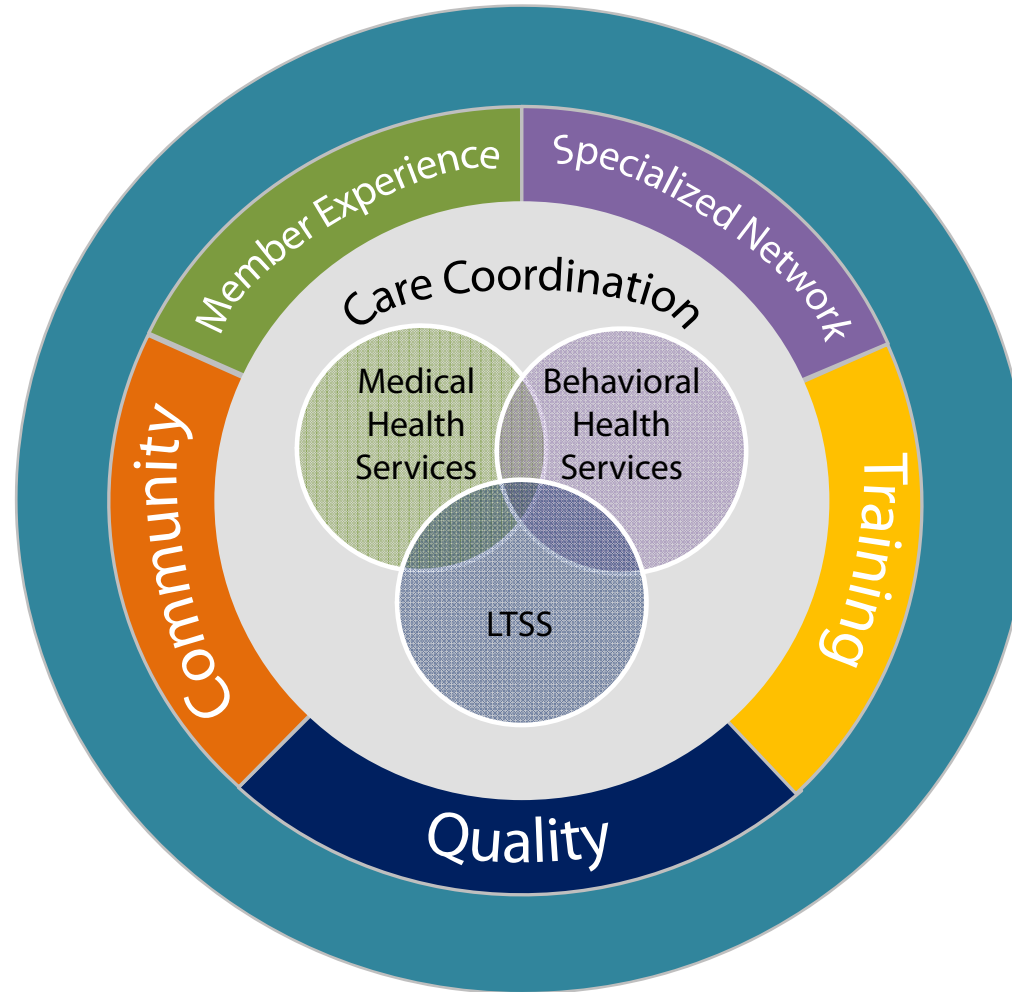 Member Experience
Specialized Network
Care Coordination
Medical
Health
Services
Behavioral
Health
Services
LTSS
Community
Training
Quality